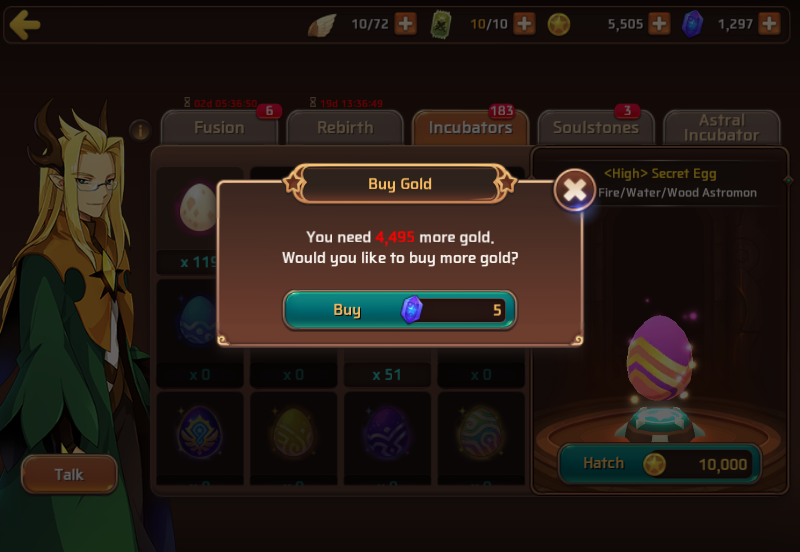 10/72
10/10
5,505
1,297
02d 05:36:50
19d 13:36:49
Fusion
6
Rebirth
Incubators
183
Soulstones
3
Astral
Incubator
<High> Secret Egg
Fire/Water/Wood Astromon
Buy Gold
You need 4,495 more gold.
Would you like to buy more gold?
Buy
5
x 119
x 0
x 0
x 51
x 0
Talk
Hatch
10,000